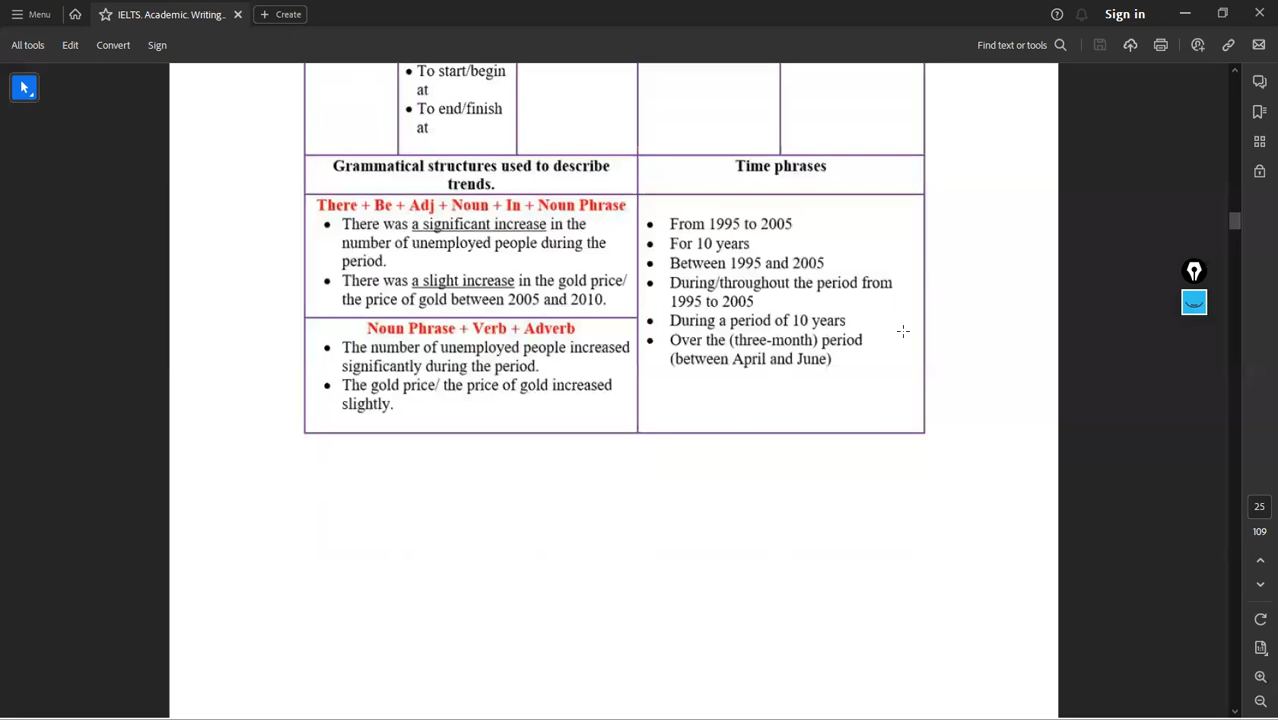 Menu
IELTS. Academic. Writing..
Create
Sign in
All tools
Edit
Convert
Sign
Find text or tools
• To start/begin
at
• To end/finish
at
Grammatical structures used to describe
trends.
There + Be + Adj + Noun + In + Noun Phrase
• There was a significant increase in the
number of unemployed people during the
period.
• There was a slight increase in the gold price/
the price of gold between 2005 and 2010.
Noun Phrase + Verb + Adverb
• The number of unemployed people increased
significantly during the period.
• The gold price/ the price of gold increased
slightly.
Time phrases
• From 1995 to 2005
• For 10 years
• Between 1995 and 2005
• During/throughout the period from
1995 to 2005
• During a period of 10 years
• Over the (three-month) period
(between April and June)
25
109